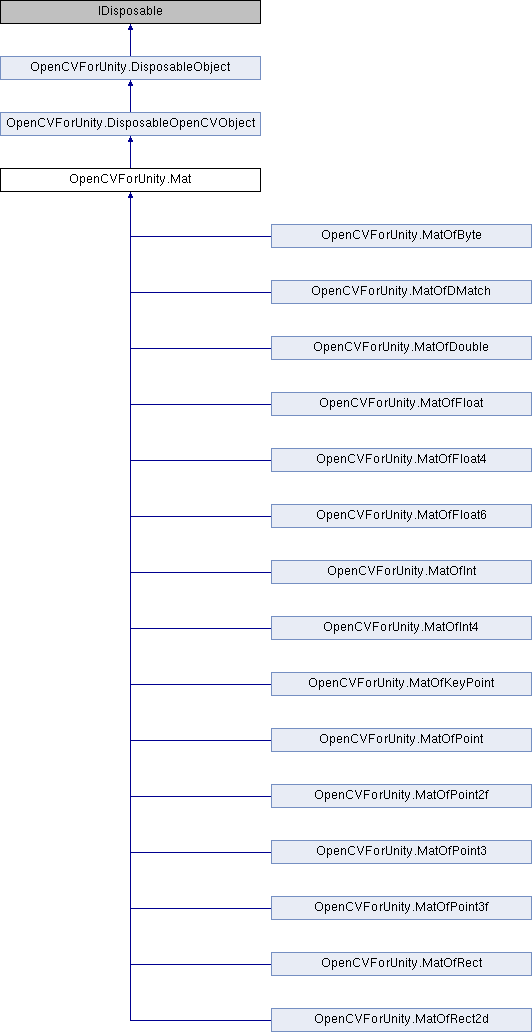 IDisposable
OpenCVForUnity.DisposableObject
OpenCVForUnity.DisposableOpenCVObject
OpenCVForUnity.Mat
OpenCVForUnity.MatOfByte
OpenCVForUnity.MatOfDMatch
OpenCVForUnity.MatOfDouble
OpenCVForUnity.MatOfFloat
OpenCVForUnity.MatOfFloat4
OpenCVForUnity.MatOfFloat6
OpenCVForUnity.MatOfInt
OpenCVForUnity.MatOfInt4
OpenCVForUnity.MatOfKeyPoint
OpenCVForUnity.MatOfPoint
OpenCVForUnity.MatOfPoint2f
OpenCVForUnity.MatOfPoint3
OpenCVForUnity.MatOfPoint3f
OpenCVForUnity.MatOfRect
OpenCVForUnity.MatOfRect2d